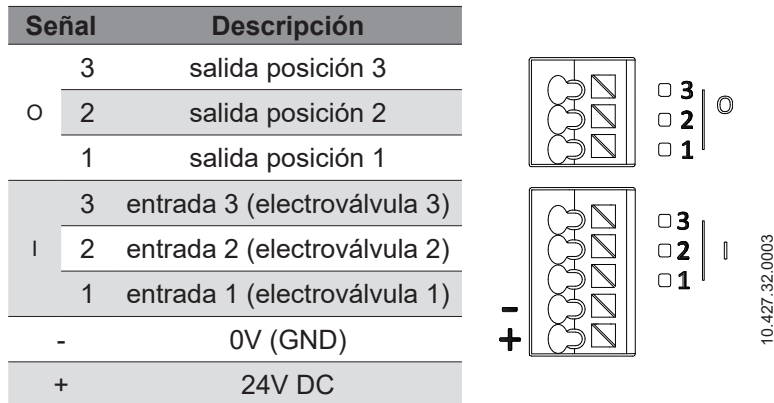 Señal Descripción
3 salida posición 3
O 2 salida posición 2
1 salida posición 1
3 entrada 3 (electroválvula 3)
I 2 entrada 2 (electroválvula 2)
1 entrada 1 (electroválvula 1)
- 0V (GND)
+ 24V DC
3
2 O
1
3
2 I
1
-
+
10.427.32.0003